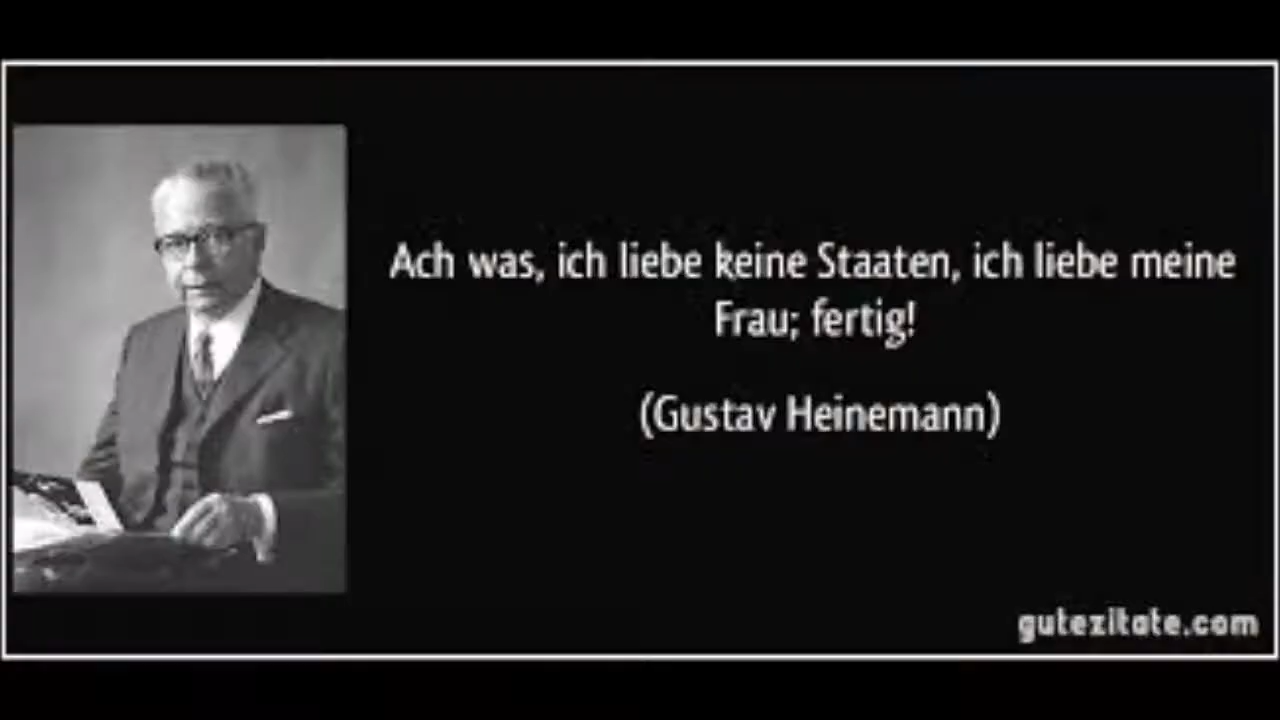 Ach was, ich liebe keine Staaten, ich liebe meine
Frau; fertig!
(Gustav Heinemann)
gutezitate.com